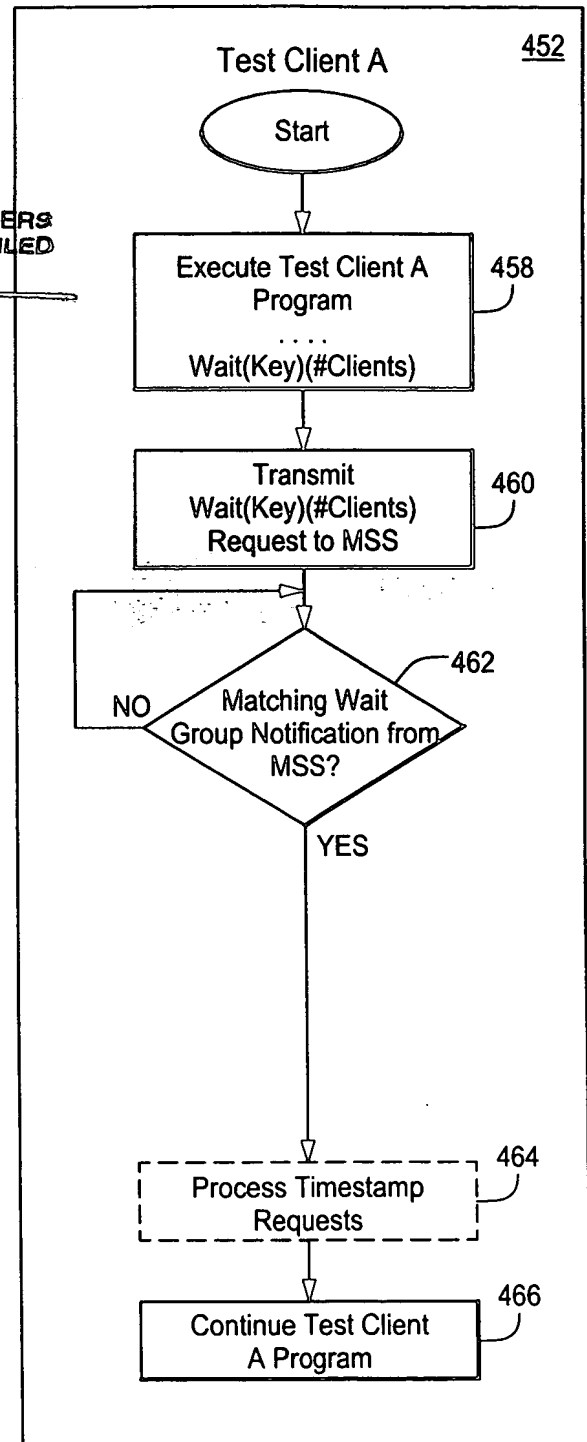 452
Test Client A
Start
ERS
ILED
Execute Test Client A
Program
....
Wait(Key)(#Clients)
458
Transmit
Wait(Key)(#Clients)
Request to MSS
460
462
NO
Matching Wait
Group Notification from
MSS?
YES
464
Process Timestamp
Requests
466
Continue Test Client
A Program